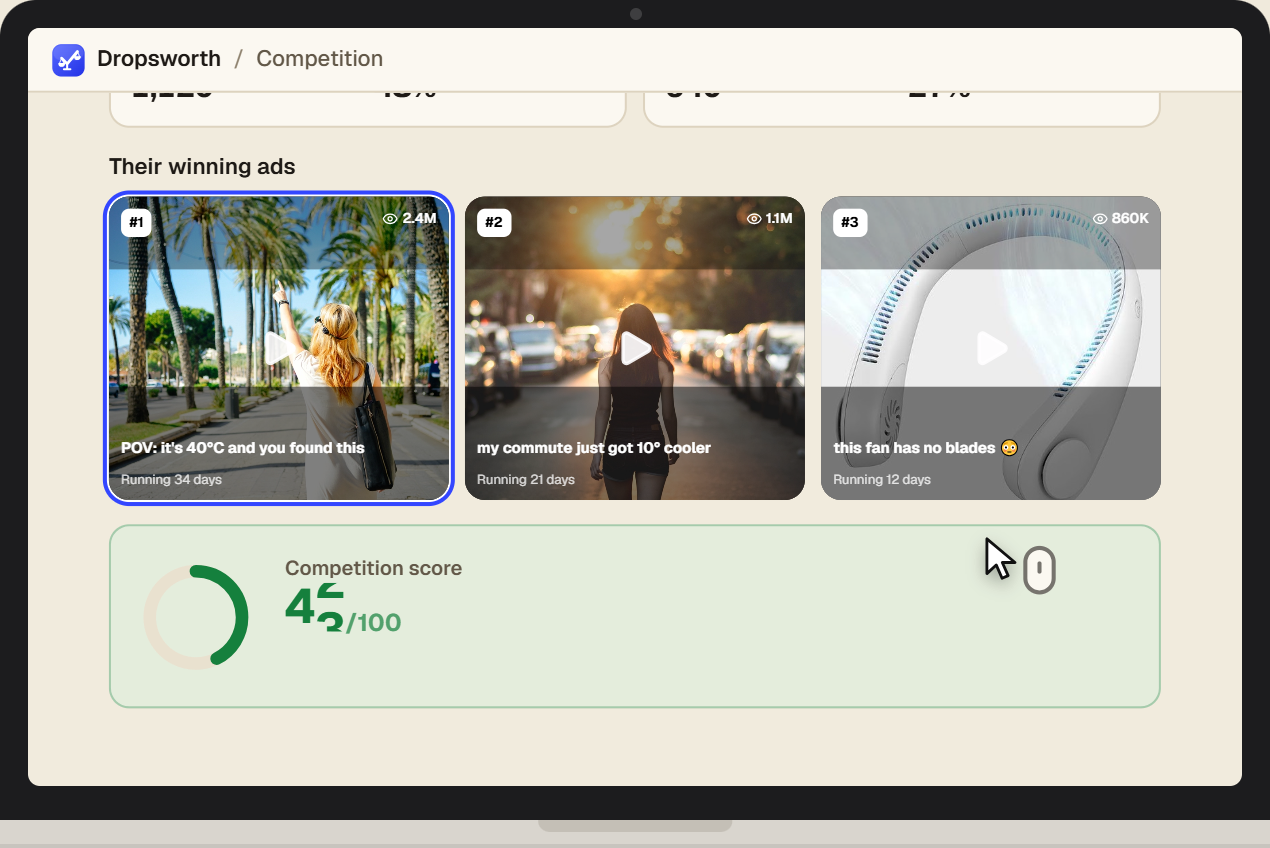 Dropsworth / Competition
Their winning ads
#1
2.4M
#2
1.1M
#3
860K
POV: it's 40°C and you found this
Running 34 days
my commute just got 10° cooler
Running 21 days
this fan has no blades 😳
Running 12 days
Competition score
/100